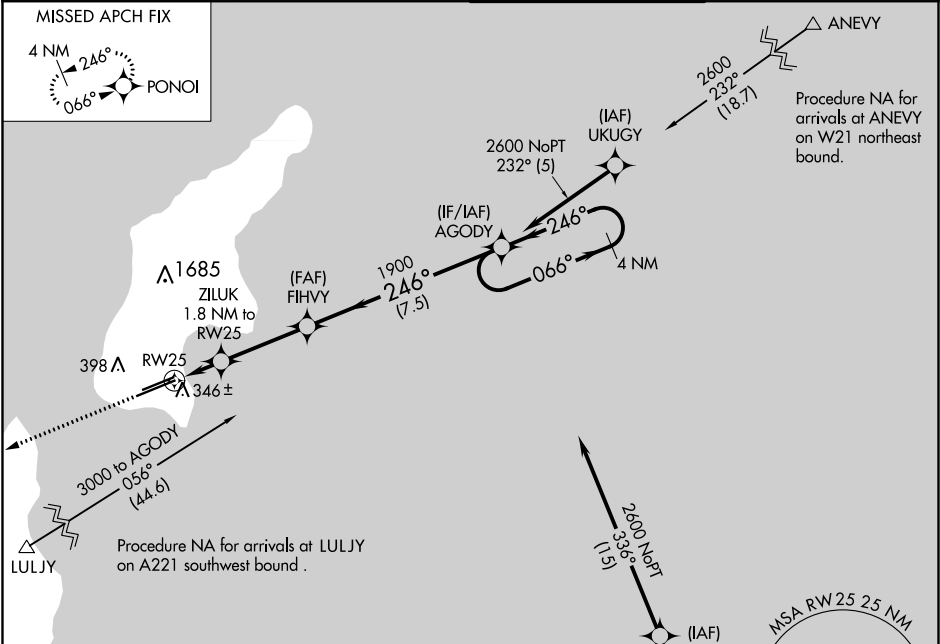 MISSED APCH FIX
4 NM
246°
066°
PONOI
ANEVY
2600
232°
(18.7)
Procedure NA for
arrivals at ANEVY
on W21 northeast
bound.
(IAF)
UKUGY
2600 NoPT
232° (5)
(IF/IAF)
AGODY
246°
066°
4 NM
1900
246°
(7.5)
(FAF)
FIHVY
1685
ZILUK
1.8 NM to
RW25
398
RW25
346±
3000 to AGODY
056°
(44.6)
LULJY
Procedure NA for arrivals at LULJY
on A221 southwest bound .
2600 NoPT
336°
(15)
(IAF)
MSA RW25 25 NM